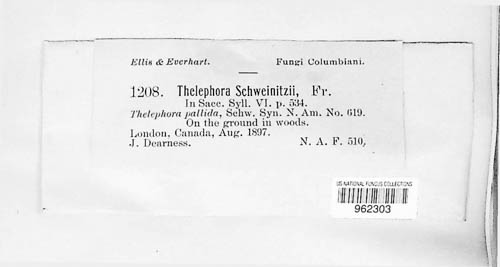 Ellis & Everhart. Fungi Columbiani.
1208. Thelephora Schweinitzii, Fr.
In Sacc. Syll. VI. p. 534.
Thelephora pallida, Schw. Syn. N. Am. No. 619.
On the ground in woods.
London, Canada, Aug. 1897.
J. Dearness. N. A. F. 510,
US NATIONAL FUNGUS COLLECTIONS
962303